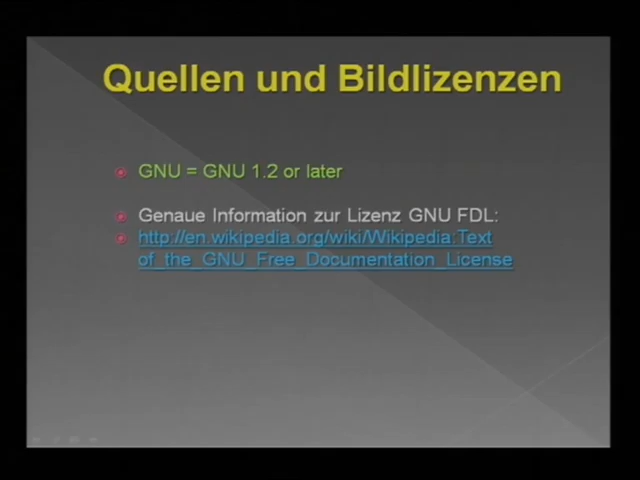 Quellen und Bildlizenzen
GNU = GNU 1.2 or later
Genaue Information zur Lizenz GNU FDL:
http://en.wikipedia.org/wiki/Wikipedia:Text
of_the_GNU_Free_Documentation_License